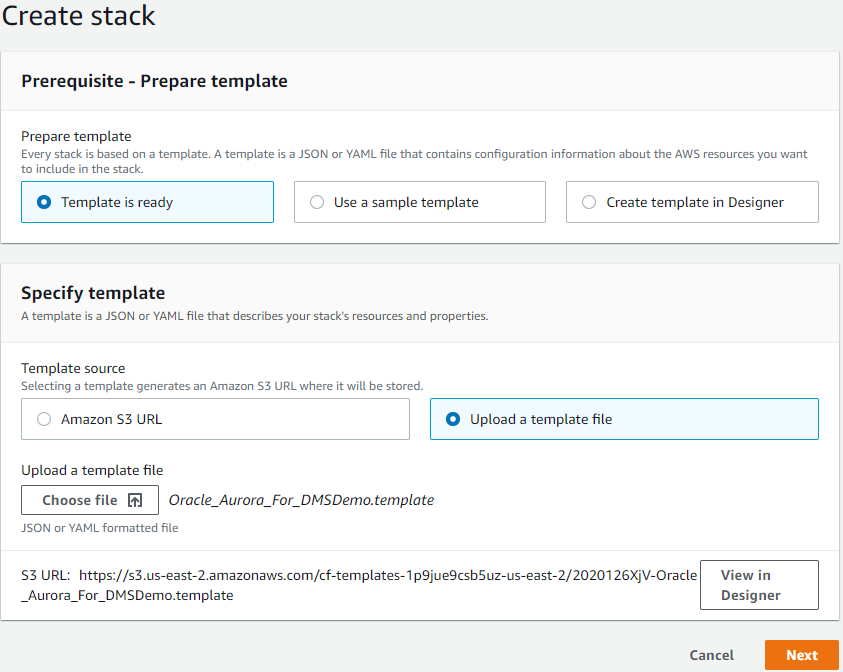 Create stack
Prerequisite - Prepare template
Prepare template
Every stack is based on a template. A template is a JSON or YAML file that contains configuration information about the AWS resources you want
to include in the stack.
Template is ready
Use a sample template
Create template in Designer
Specify template
A template is a JSON or YAML file that describes your stack's resources and properties.
Template source
Selecting a template generates an Amazon S3 URL where it will be stored.
Amazon S3 URL
Upload a template file
Upload a template file
Choose file
Oracle_Aurora_For_DMSDemo.template
JSON or YAML formatted file
S3 URL: https://s3.us-east-2.amazonaws.com/cf-templates-1p9jue9csb5uz-us-east-2/2020126XjV-Oracle
_Aurora_For_DMSDemo.template
View in
Designer
Cancel
Next